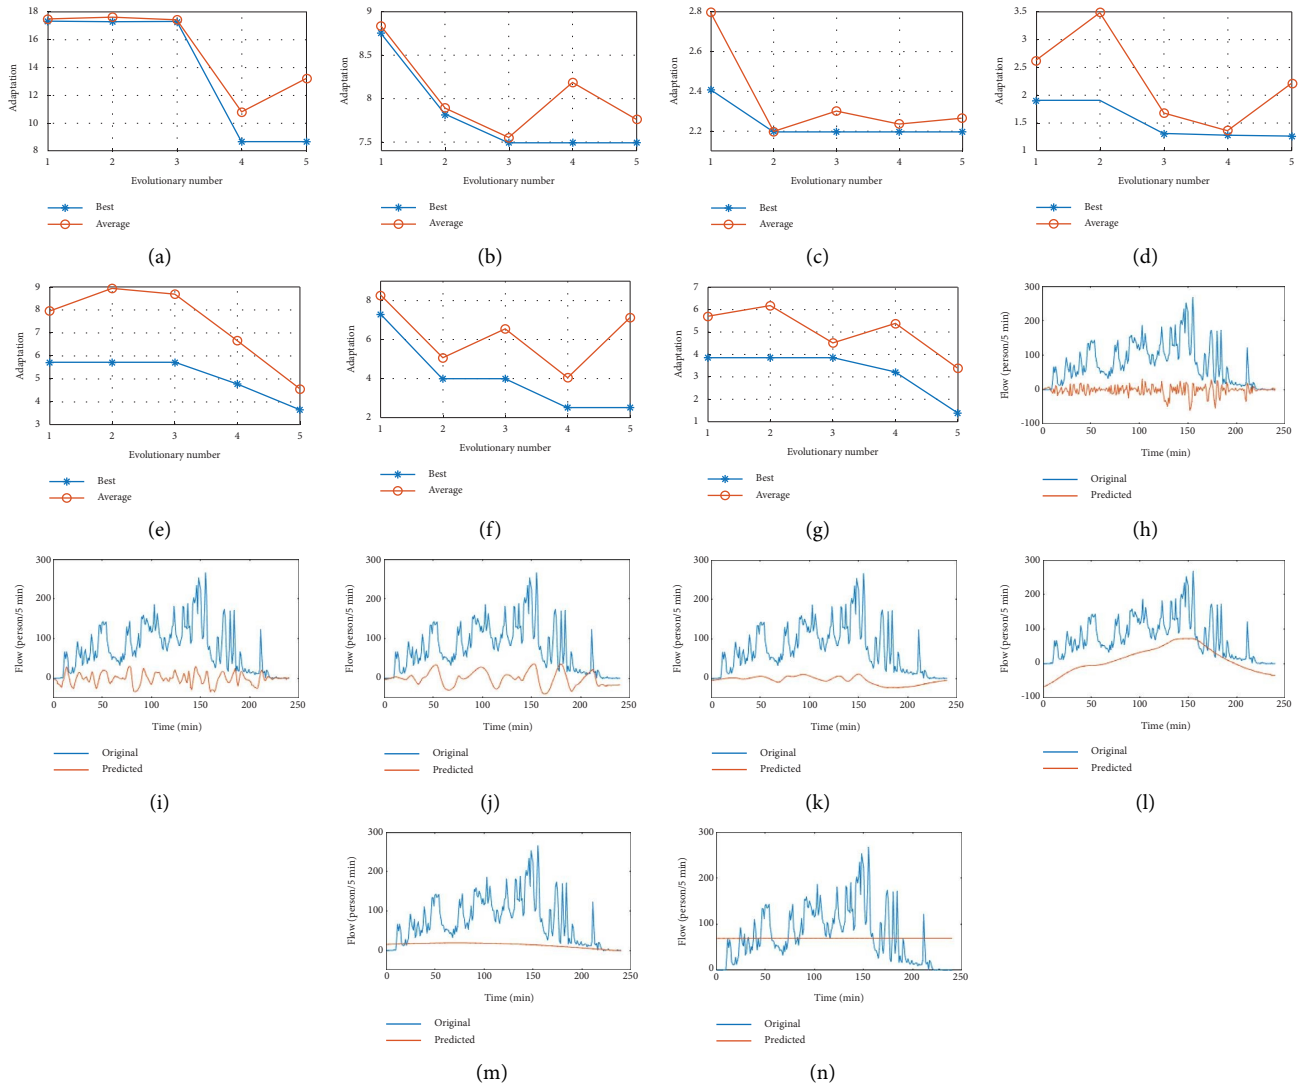 18
16
14
12
10
8
1
2
3
4
5
Adaptation
Evolutionary number
Best
Average
(a)
9
8.5
8
7.5
1
2
3
4
5
Adaptation
Evolutionary number
Best
Average
(b)
2.8
2.6
2.4
2.2
1
2
3
4
5
Adaptation
Evolutionary number
Best
Average
(c)
3.5
3
2.5
2
1.5
1
1
2
3
4
5
Adaptation
Evolutionary number
Best
Average
(d)
9
8
7
6
5
4
3
1
2
3
4
5
Adaptation
Evolutionary number
Best
Average
(e)
8
6
4
2
1
2
3
4
5
Adaptation
Evolutionary number
Best
Average
(f)
7
6
5
4
3
2
1
1
2
3
4
5
Adaptation
Evolutionary number
Best
Average
(g)
300
200
100
0
-100
0
50
100
150
200
250
Flow (person/5 min)
Time (min)
Original
Predicted
(h)
300
200
100
0
0
50
100
150
200
250
Flow (person/5 min)
Time (min)
Original
Predicted
(i)
300
200
100
0
0
50
100
150
200
250
Flow (person/5 min)
Time (min)
Original
Predicted
(j)
300
200
100
0
0
50
100
150
200
250
Flow (person/5 min)
Time (min)
Original
Predicted
(k)
300
200
100
0
-100
0
50
100
150
200
250
Flow (person/5 min)
Time (min)
Original
Predicted
(l)
300
200
100
0
0
50
100
150
200
250
Flow (person/5 min)
Time (min)
Original
Predicted
(m)
300
200
100
0
0
50
100
150
200
250
Flow (person/5 min)
Time (min)
Original
Predicted
(n)